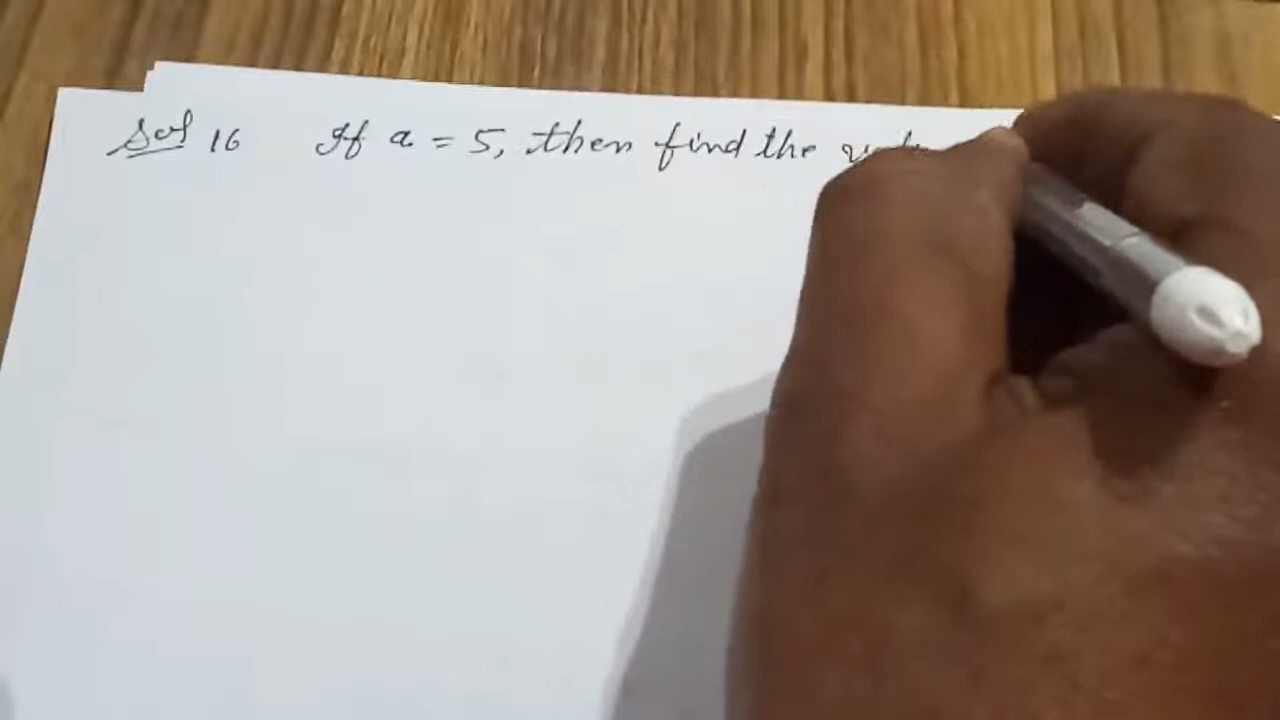 Sol 16 If a = 5, then find the